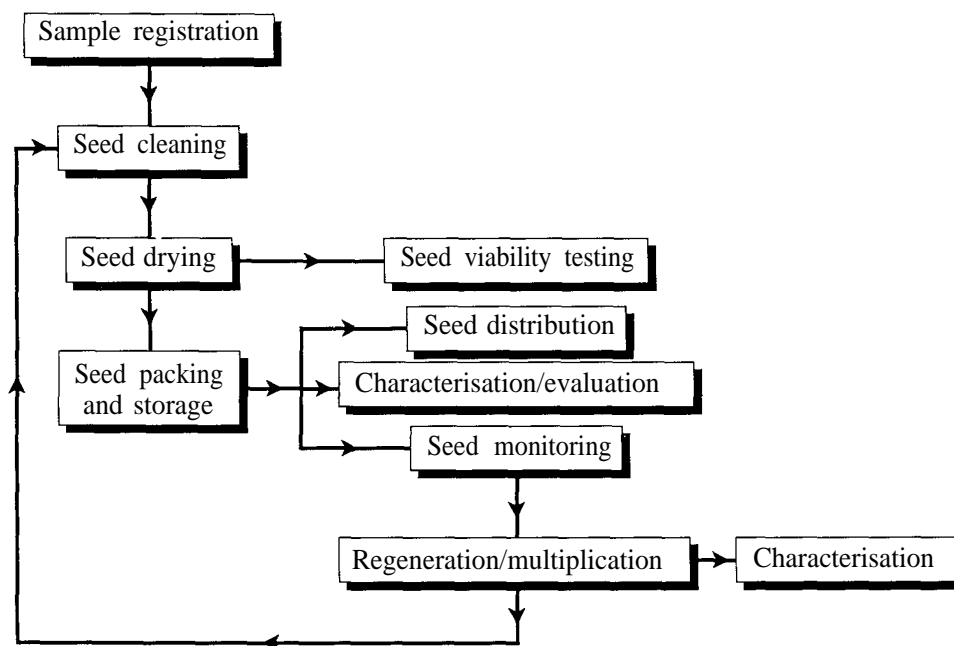 Sample registration
Seed cleaning
Seed drying
Seed viability testing
Seed distribution
Seed packing
and storage
Characterisation/evaluation
Seed monitoring
Regeneration/multiplication
Characterisation